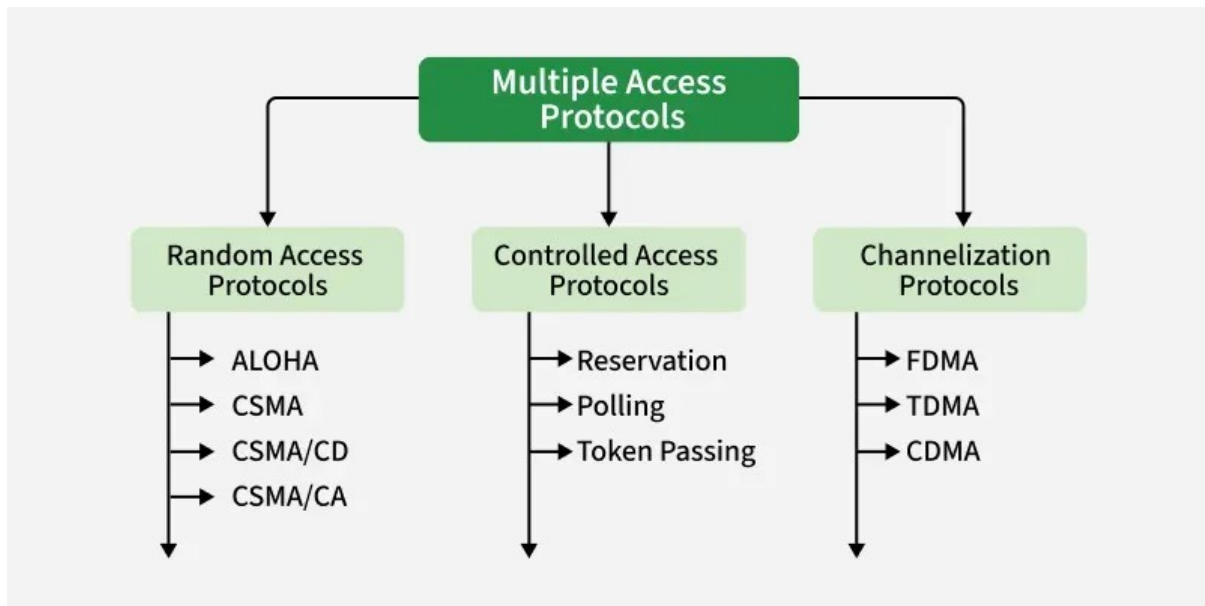 Multiple Access
Protocols
Random Access
Protocols
ALOHA
CSMA
CSMA/CD
CSMA/CA
Controlled Access
Protocols
Reservation
Polling
Token Passing
Channelization
Protocols
FDMA
TDMA
CDMA